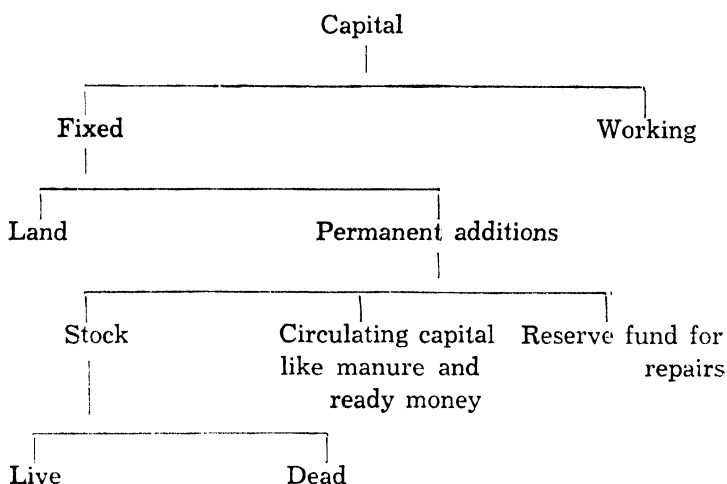 Capital
Fixed Working
Land Permanent additions
Stock Circulating capital Reserve fund for
like manure and repairs
ready money
Live Dead